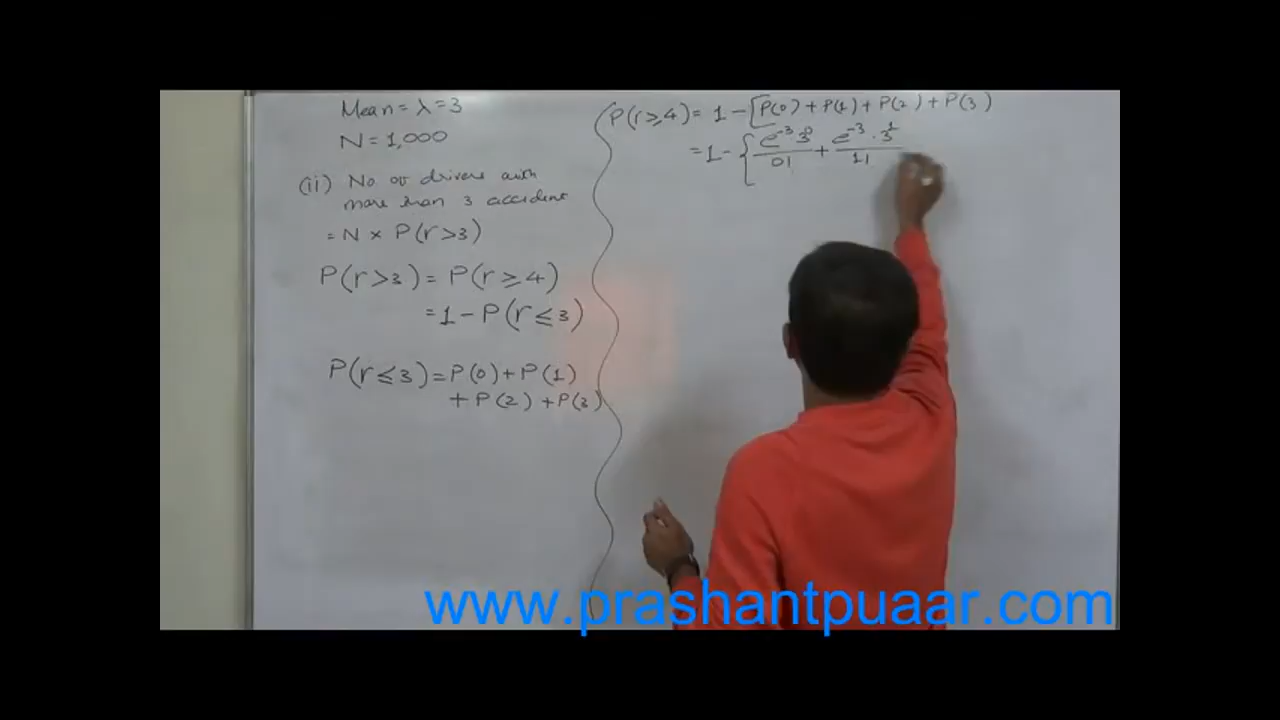 Mean = λ = 3
N = 1,000
(ii) No of drivers with
more than 3 accident
= N × P(r > 3)
P(r > 3) = P(r ≥ 4)
= 1 - P(r ≤ 3)
P(r ≤ 3) = P(0) + P(1)
+ P(2) + P(3)
P(r ≥ 4) = 1 - [P(0) + P(1) + P(2) + P(3)
= 1 - { e⁻³ 3⁰ / 0! + e⁻³ · 3¹ / 1!
www.prashantpuaar.com